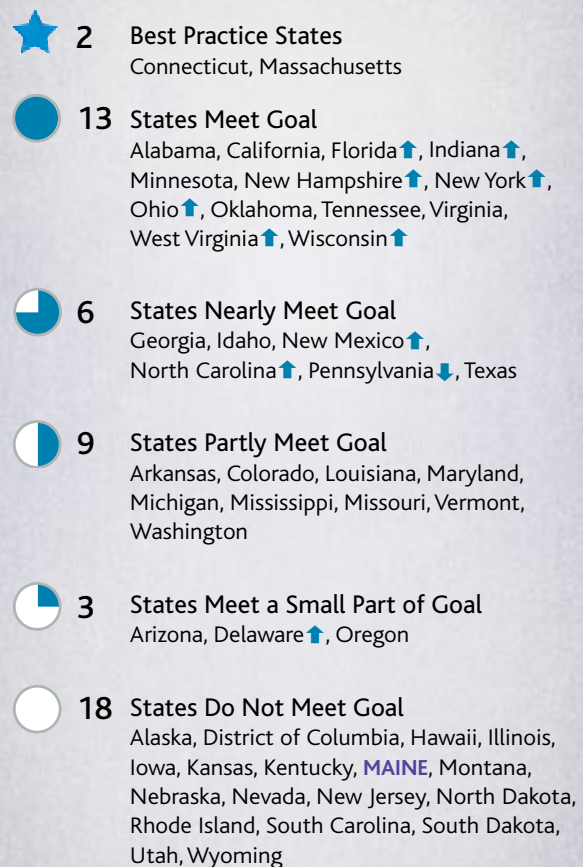 2 Best Practice States
Connecticut, Massachusetts
13 States Meet Goal
Alabama, California, Florida⬆, Indiana⬆,
Minnesota, New Hampshire⬆, New York⬆,
Ohio⬆, Oklahoma, Tennessee, Virginia,
West Virginia⬆, Wisconsin⬆
6 States Nearly Meet Goal
Georgia, Idaho, New Mexico⬆,
North Carolina⬆, Pennsylvania⬇, Texas
9 States Partly Meet Goal
Arkansas, Colorado, Louisiana, Maryland,
Michigan, Mississippi, Missouri, Vermont,
Washington
3 States Meet a Small Part of Goal
Arizona, Delaware⬆, Oregon
18 States Do Not Meet Goal
Alaska, District of Columbia, Hawaii, Illinois,
Iowa, Kansas, Kentucky, MAINE, Montana,
Nebraska, Nevada, New Jersey, North Dakota,
Rhode Island, South Carolina, South Dakota,
Utah, Wyoming